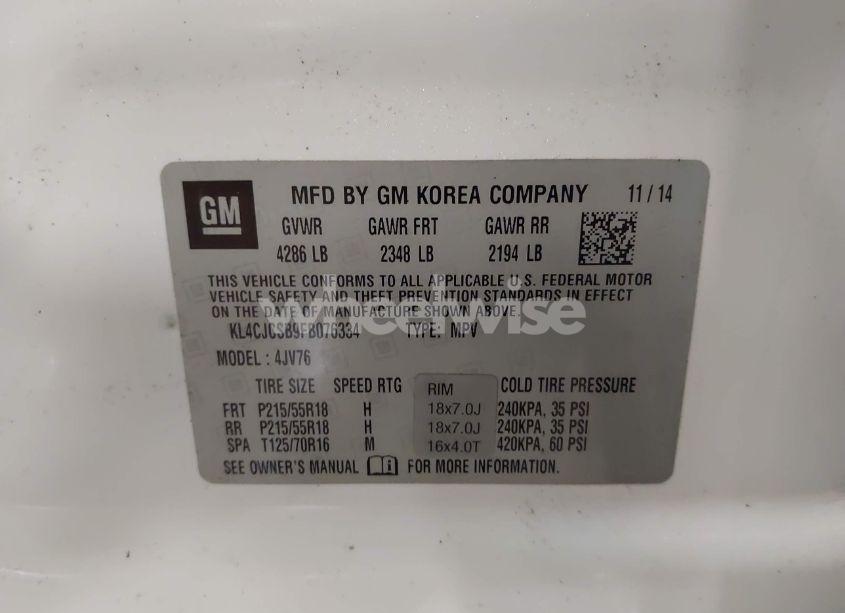 GM
MFD BY GM KOREA COMPANY 11 / 14
GVWR GAWR FRT GAWR RR
4286 LB 2348 LB 2194 LB
THIS VEHICLE CONFORMS TO ALL APPLICABLE U.S. FEDERAL MOTOR
VEHICLE SAFETY AND THEFT PREVENTION STANDARDS IN EFFECT
ON THE DATE OF MANUFACTURE SHOWN ABOVE.
wheelwise
KL4CJCSB9FB076334 TYPE: MPV
MODEL : 4JV76
TIRE SIZE SPEED RTG RIM COLD TIRE PRESSURE
FRT P215/55R18 H 18x7.0J 240KPA, 35 PSI
RR P215/55R18 H 18x7.0J 240KPA, 35 PSI
SPA T125/70R16 M 16x4.0T 420KPA, 60 PSI
SEE OWNER'S MANUAL FOR MORE INFORMATION.